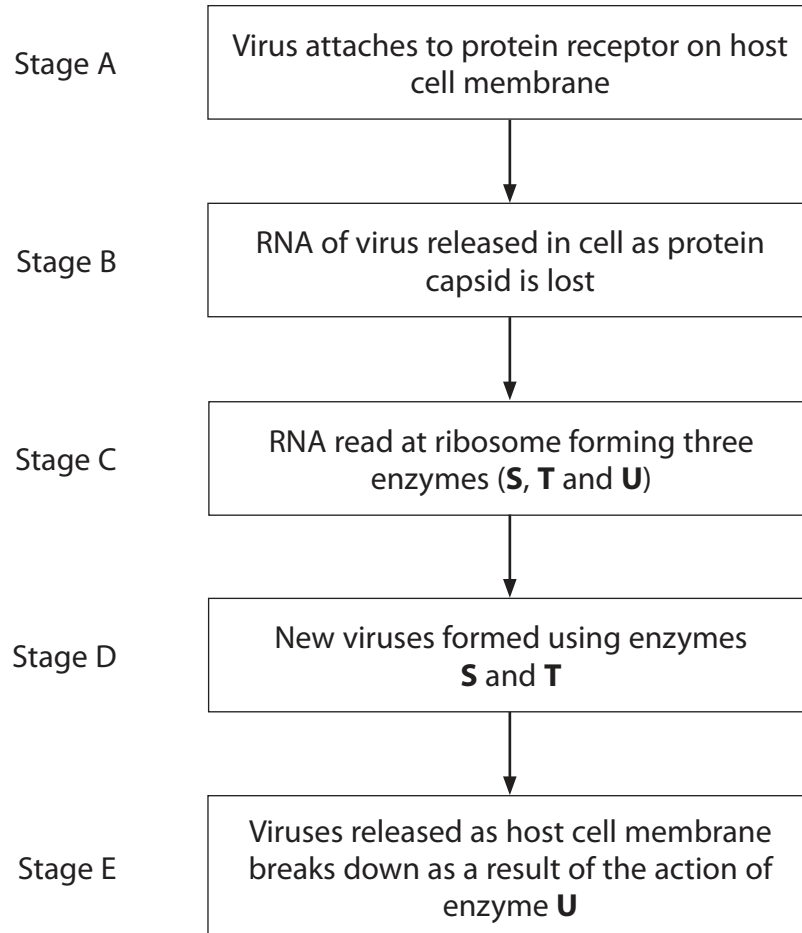 Stage A
Virus attaches to protein receptor on host
cell membrane
Stage B
RNA of virus released in cell as protein
capsid is lost
Stage C
RNA read at ribosome forming three
enzymes (S, T and U)
Stage D
New viruses formed using enzymes
S and T
Stage E
Viruses released as host cell membrane
breaks down as a result of the action of
enzyme U